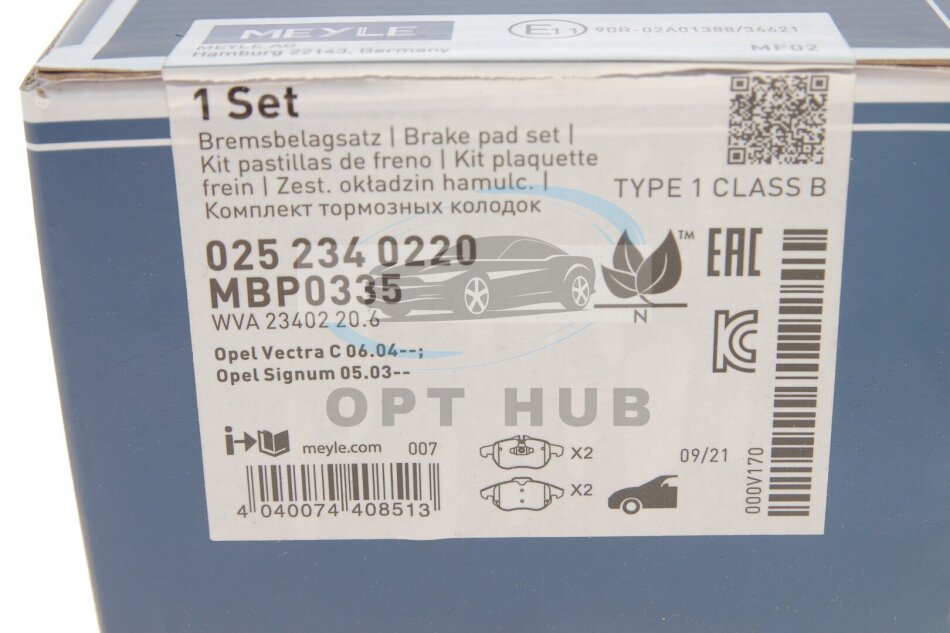 MEYLE
MEYLE AG
Hamburg 22143, Germany
E11 90R-02A01388/36621
MF02
1 Set
Bremsbelagsatz | Brake pad set |
Kit pastillas de freno | Kit plaquette
frein | Zest. okładzin hamulc. |
Комплект тормозных колодок
TYPE 1 CLASS B
025 234 0220
MBP0335
WVA 23402 20.6
™
N
EAC
KC
Opel Vectra C 06.04--;
Opel Signum 05.03--
OPT HUB
meyle.com 007
X2
X2
09/21
000V170
4 040074 408513